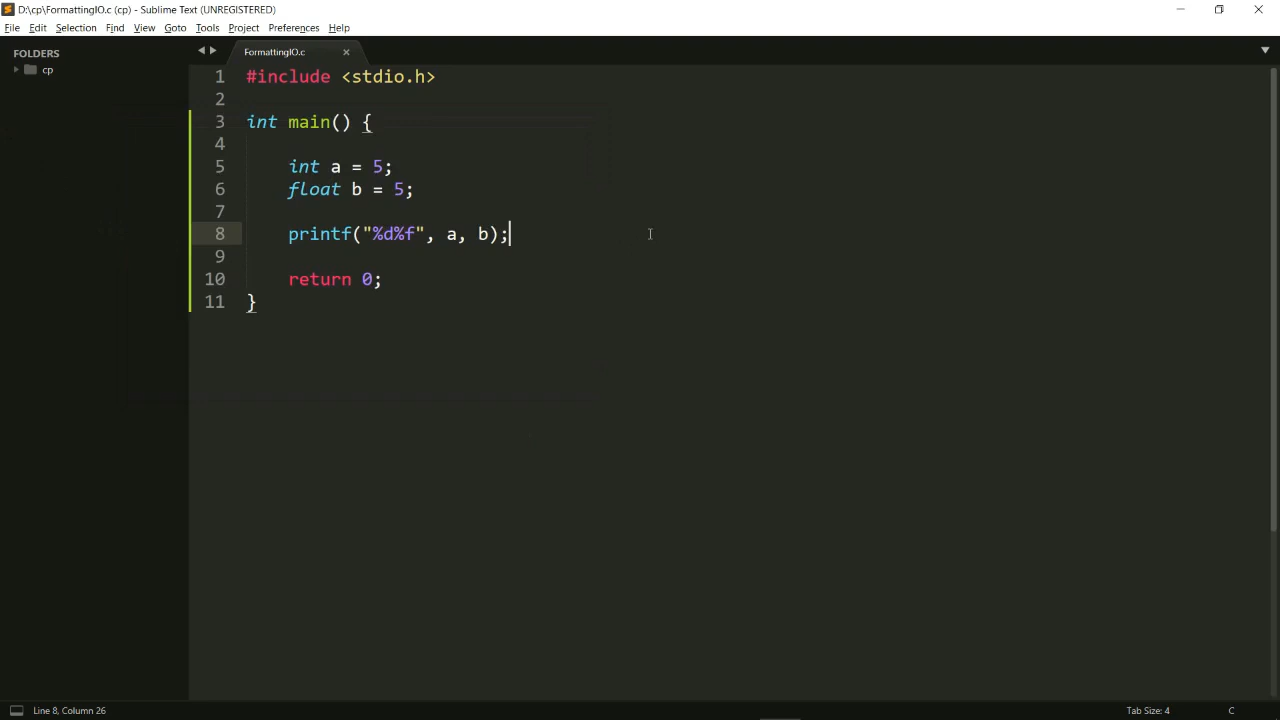 D:\cp\FormattingIO.c (cp) - Sublime Text (UNREGISTERED)
File Edit Selection Find View Goto Tools Project Preferences Help
FOLDERS
cp
FormattingIO.c
1 #include <stdio.h>
2
3 int main() {
4
5 int a = 5;
6 float b = 5;
7
8 printf("%d%f", a, b);
9
10 return 0;
11 }
Line 8, Column 26
Tab Size: 4
C